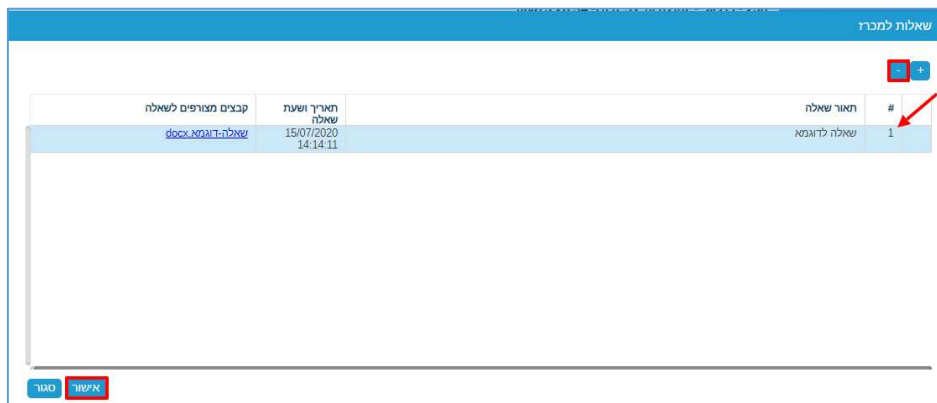 שאלות למכרז
+ -
# תאור שאלה תאריך ושעת שאלה קבצים מצורפים לשאלה
1 שאלה לדוגמא 15/07/2020 14:14:11 שאלה-דוגמא.docx
אישור סגור